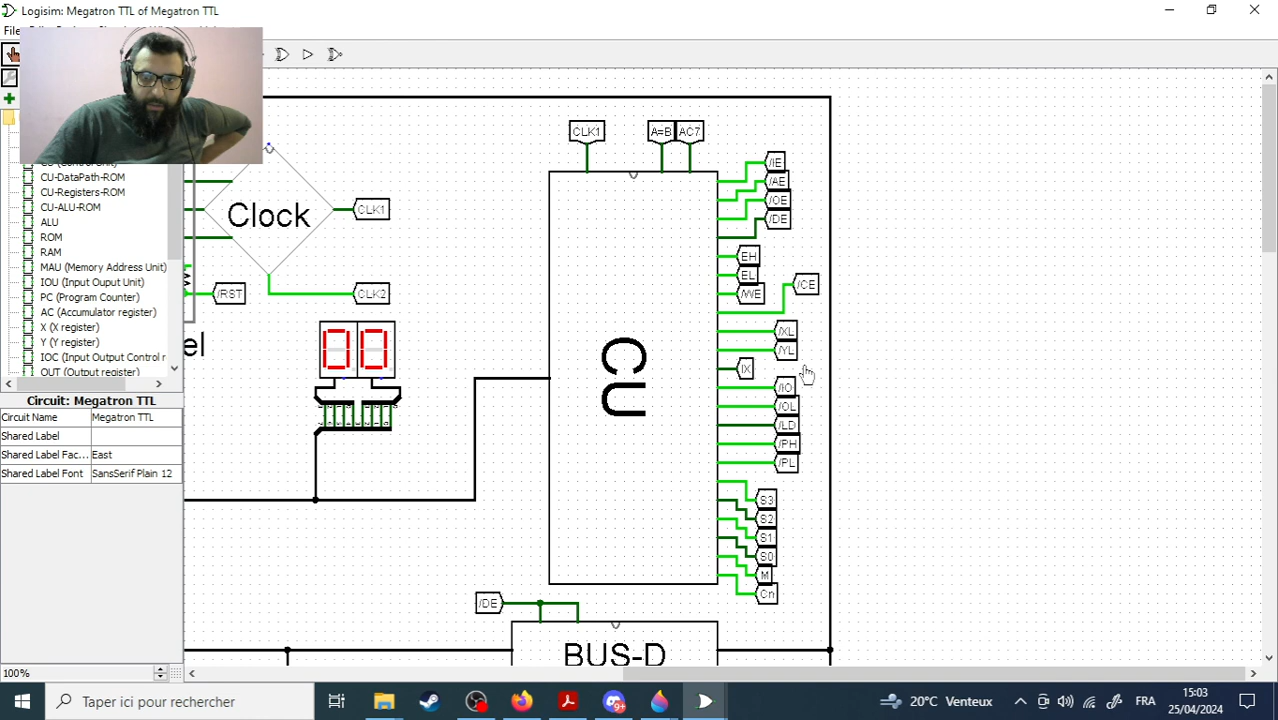 Logisim: Megatron TTL of Megatron TTL
File
CU-DataPath-ROM
CU-Registers-ROM
CU-ALU-ROM
ALU
ROM
RAM
MAU (Memory Address Unit)
IOU (Input Ouput Unit)
PC (Program Counter)
AC (Accumulator register)
X (X register)
Y (Y register)
IOC (Input Output Control r
OUT (Output register)
Circuit: Megatron TTL
Circuit Name Megatron TTL
Shared Label
Shared Label Fac... East
Shared Label Font SansSerif Plain 12
100%
Clock
CLK1
CLK2
/RST
el
00
CLK1
A=B
AC7
CU
/IE
/AE
/OE
/DE
EH
EL
/WE
/CE
/XL
/YL
IX
/IO
/OL
/LD
/PH
/PL
S3
S2
S1
S0
M
Cn
/DE
BUS-D
Taper ici pour rechercher
9+
20°C Venteux
FRA
15:03
25/04/2024